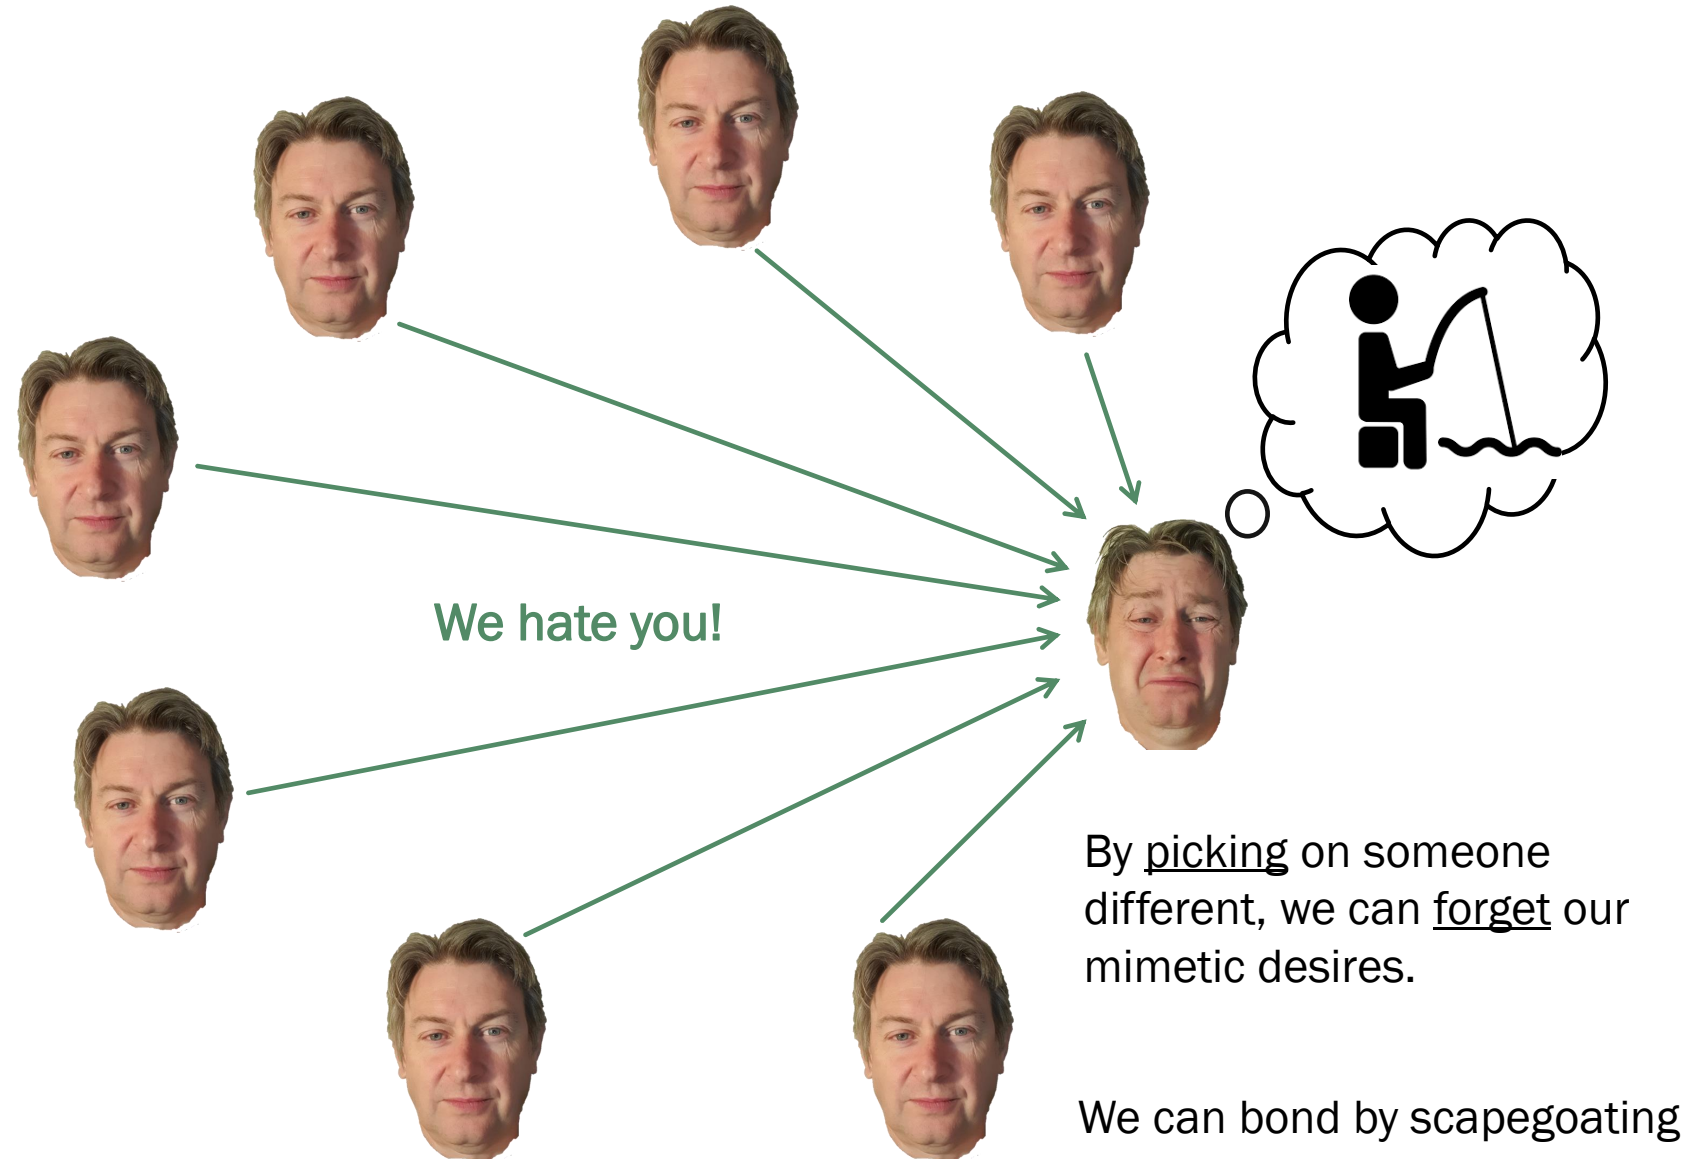 We hate you!
By picking on someone
different, we can forget our
mimetic desires.
We can bond by scapegoating